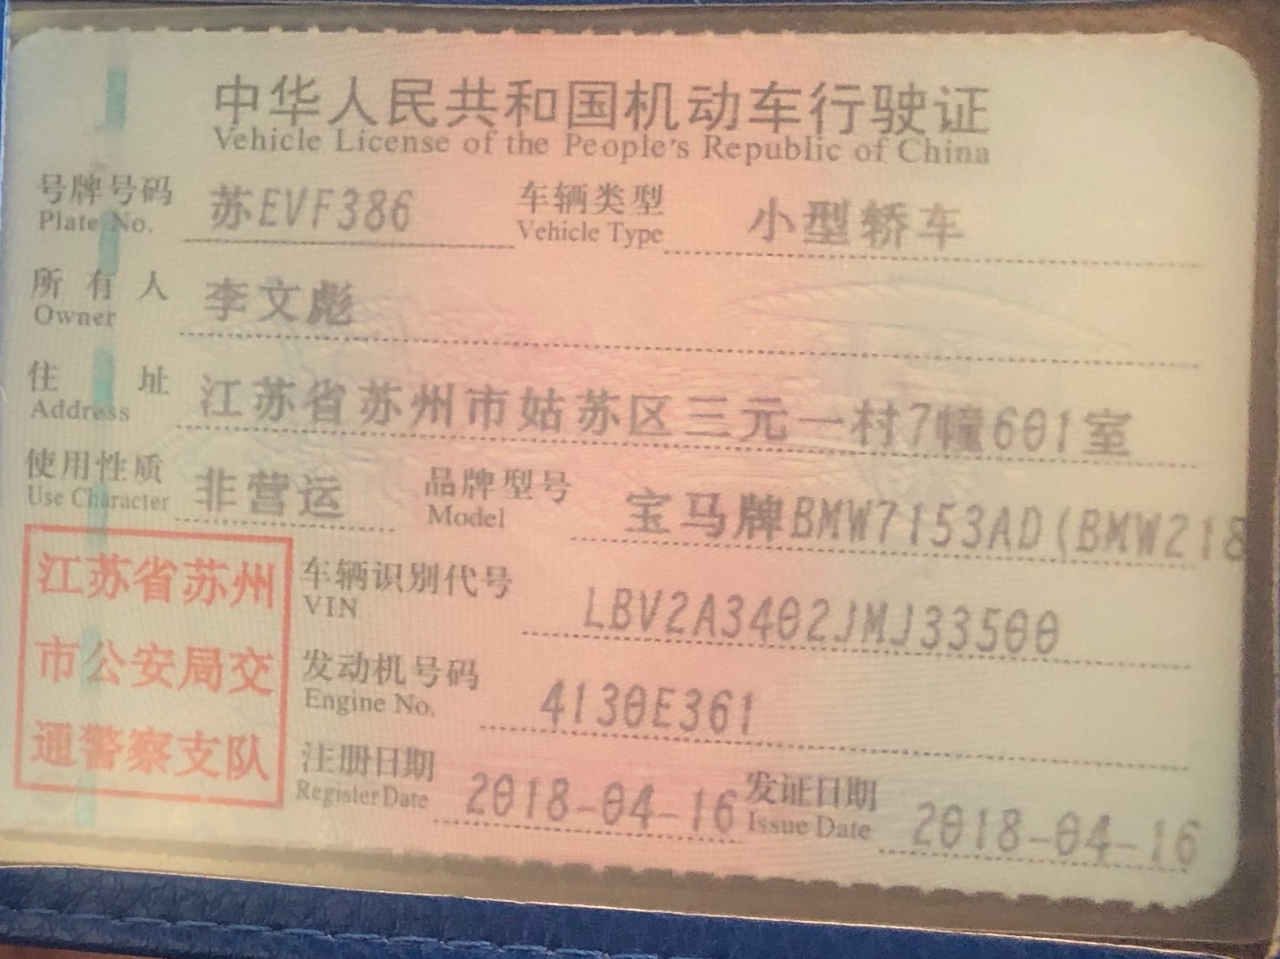 中华人民共和国机动车行驶证
Vehicle License of the People's Republic of China
号牌号码 苏EVF386 车辆类型 小型轿车
Plate No. Vehicle Type
所有人 李文彪
Owner
住址 江苏省苏州市姑苏区三元一村7幢601室
Address
使用性质 非营运 品牌型号 宝马牌BMW7153AD(BMW218
Use Character Model
江苏省苏州
市公安局交
通警察支队
车辆识别代号 LBV2A3402JMJ33500
VIN
发动机号码 4130E361
Engine No.
注册日期 2018-04-16 发证日期 2018-04-16
Register Date Issue Date